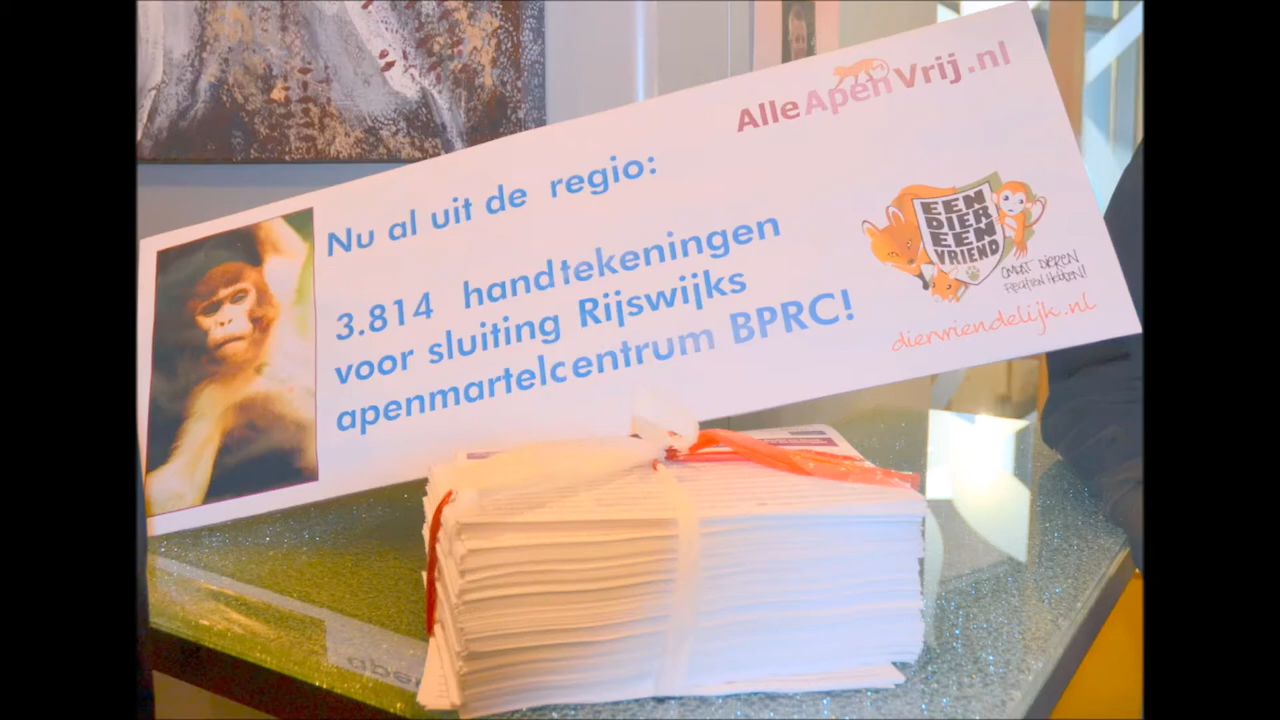 AlleApenVrij.nl
Nu al uit de regio:
3.814 handtekeningen
voor sluiting Rijswijks
apenmartelcentrum BPRC!
EEN
DIER
EEN
VRIEND
OMDAT DIEREN
RECHTEN HEBBEN!
diervriendelijk.nl